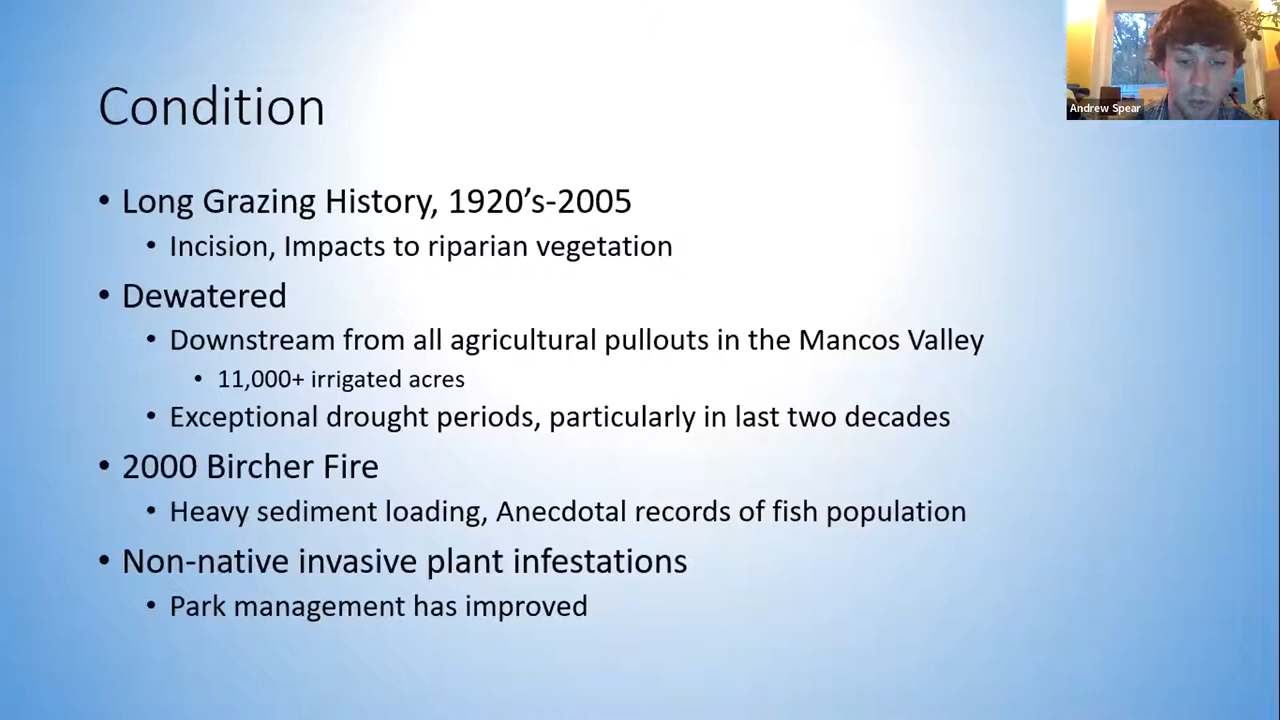 Condition
Andrew Spear
• Long Grazing History, 1920’s-2005
• Incision, Impacts to riparian vegetation
• Dewatered
• Downstream from all agricultural pullouts in the Mancos Valley
• 11,000+ irrigated acres
• Exceptional drought periods, particularly in last two decades
• 2000 Bircher Fire
• Heavy sediment loading, Anecdotal records of fish population
• Non-native invasive plant infestations
• Park management has improved